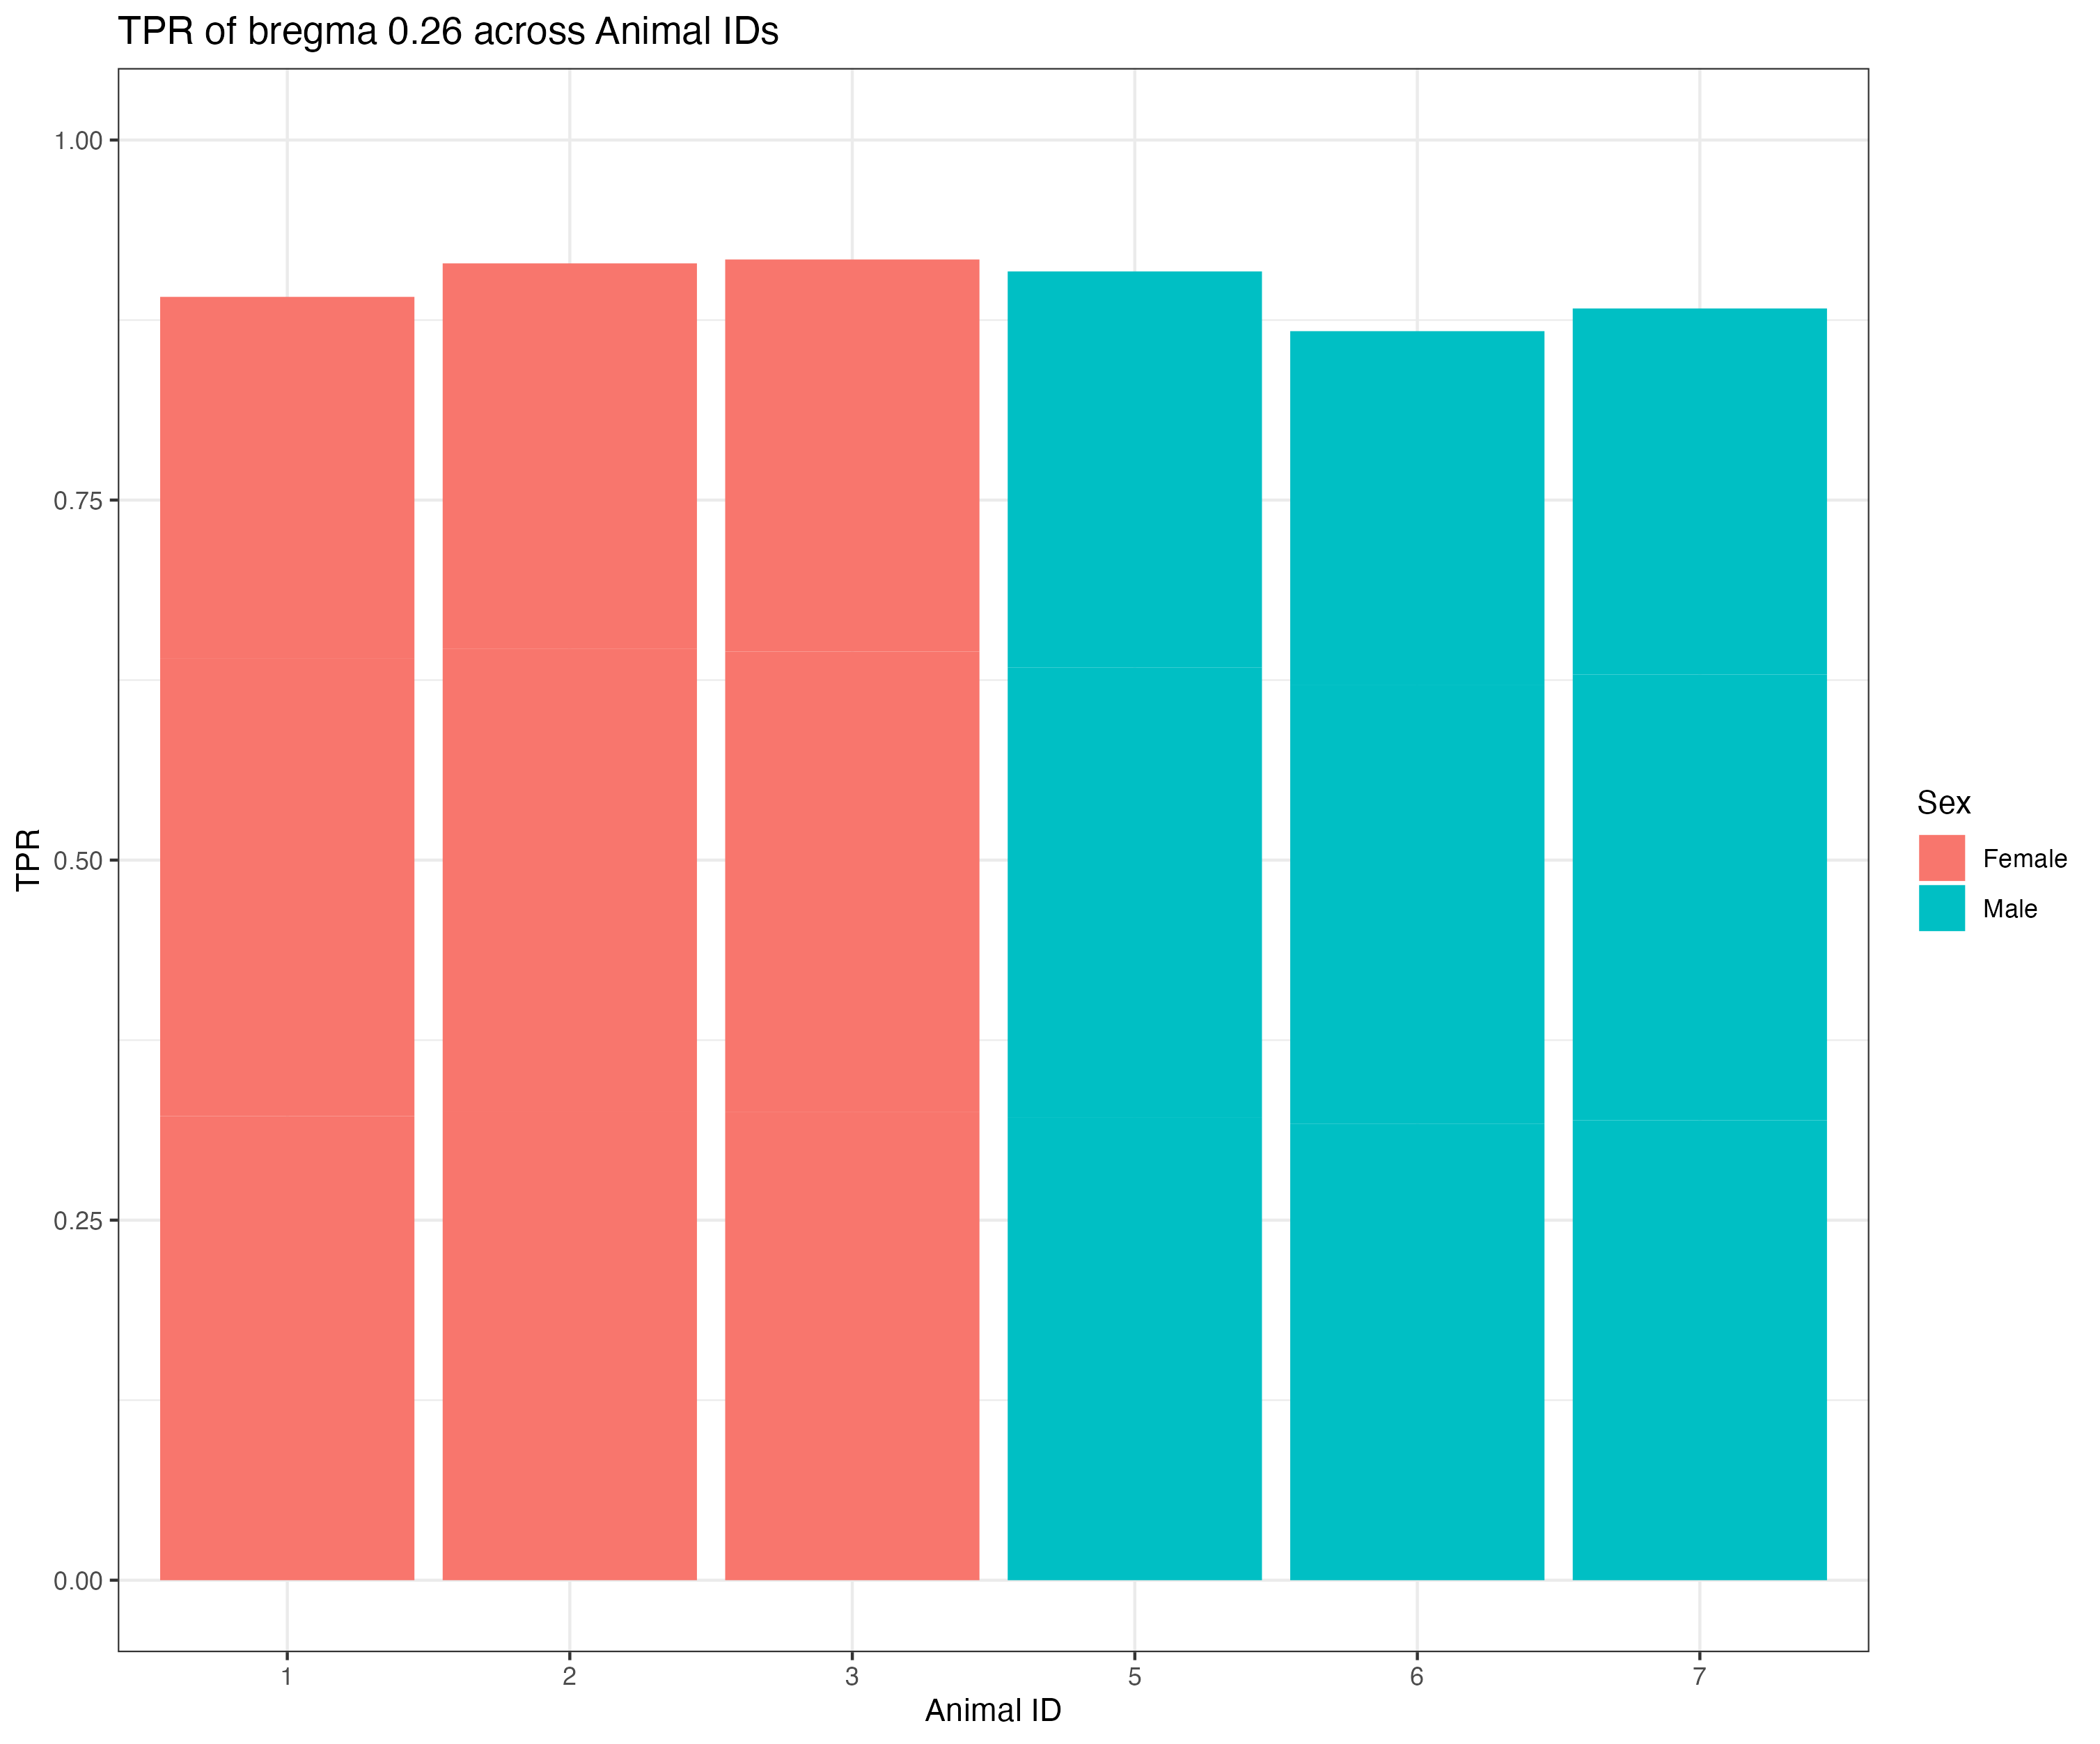 TPR of bregma 0.26 across Animal IDs
1.00
0.75
0.50
0.25
0.00
TPR
1 2 3 5 6 7
Animal ID
Sex
Female
Male